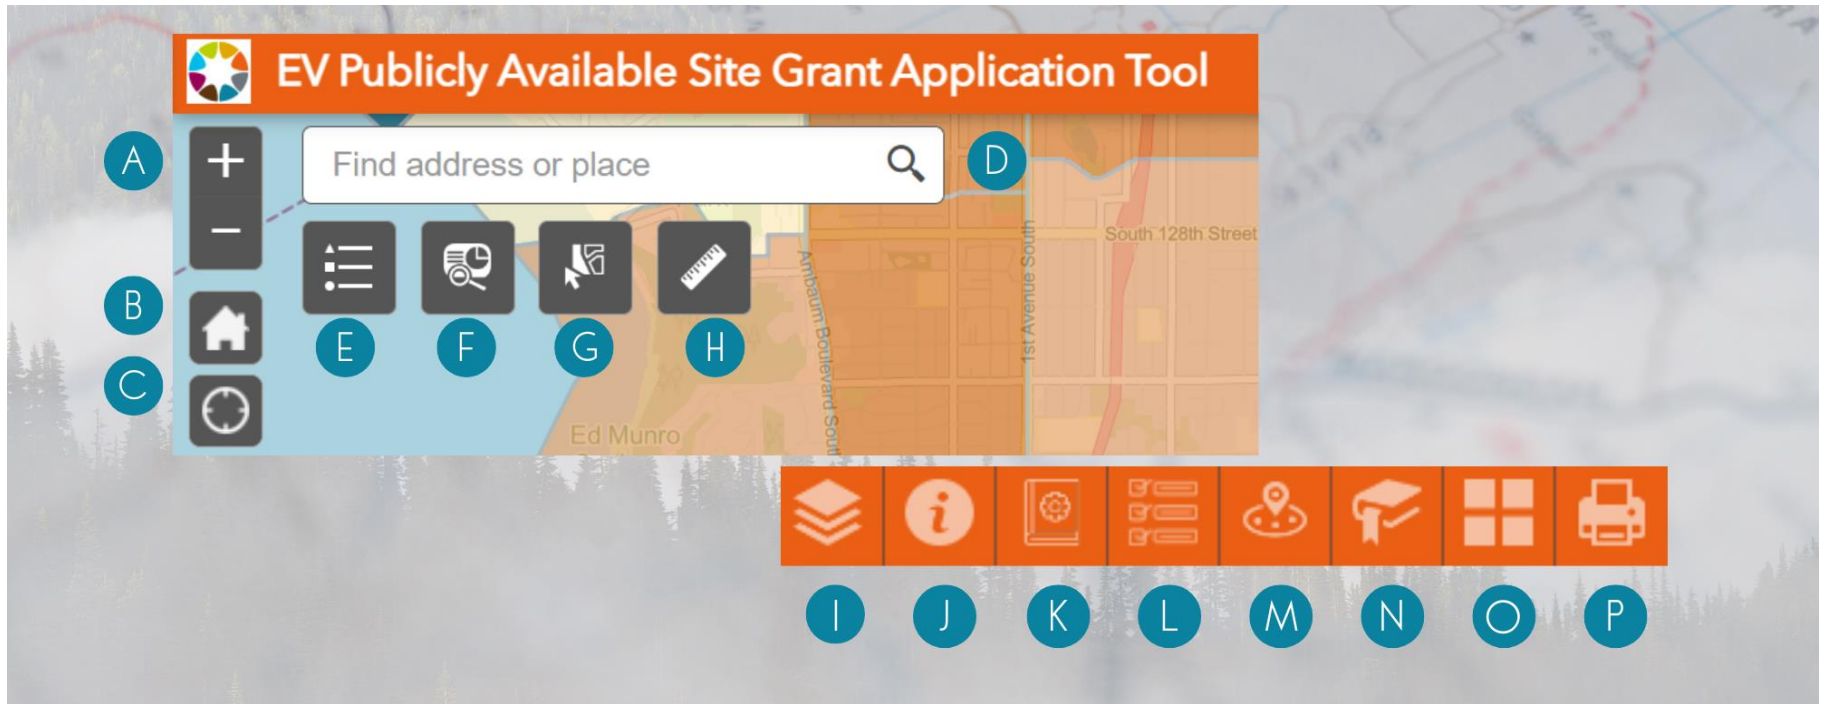 EV Publicly Available Site Grant Application Tool
A
Find address or place
D
South 128th Street
B
E
F
G
H
Ambaum Boulevard South
1st Avenue South
C
Ed Munro
I
J
K
L
M
N
O
P